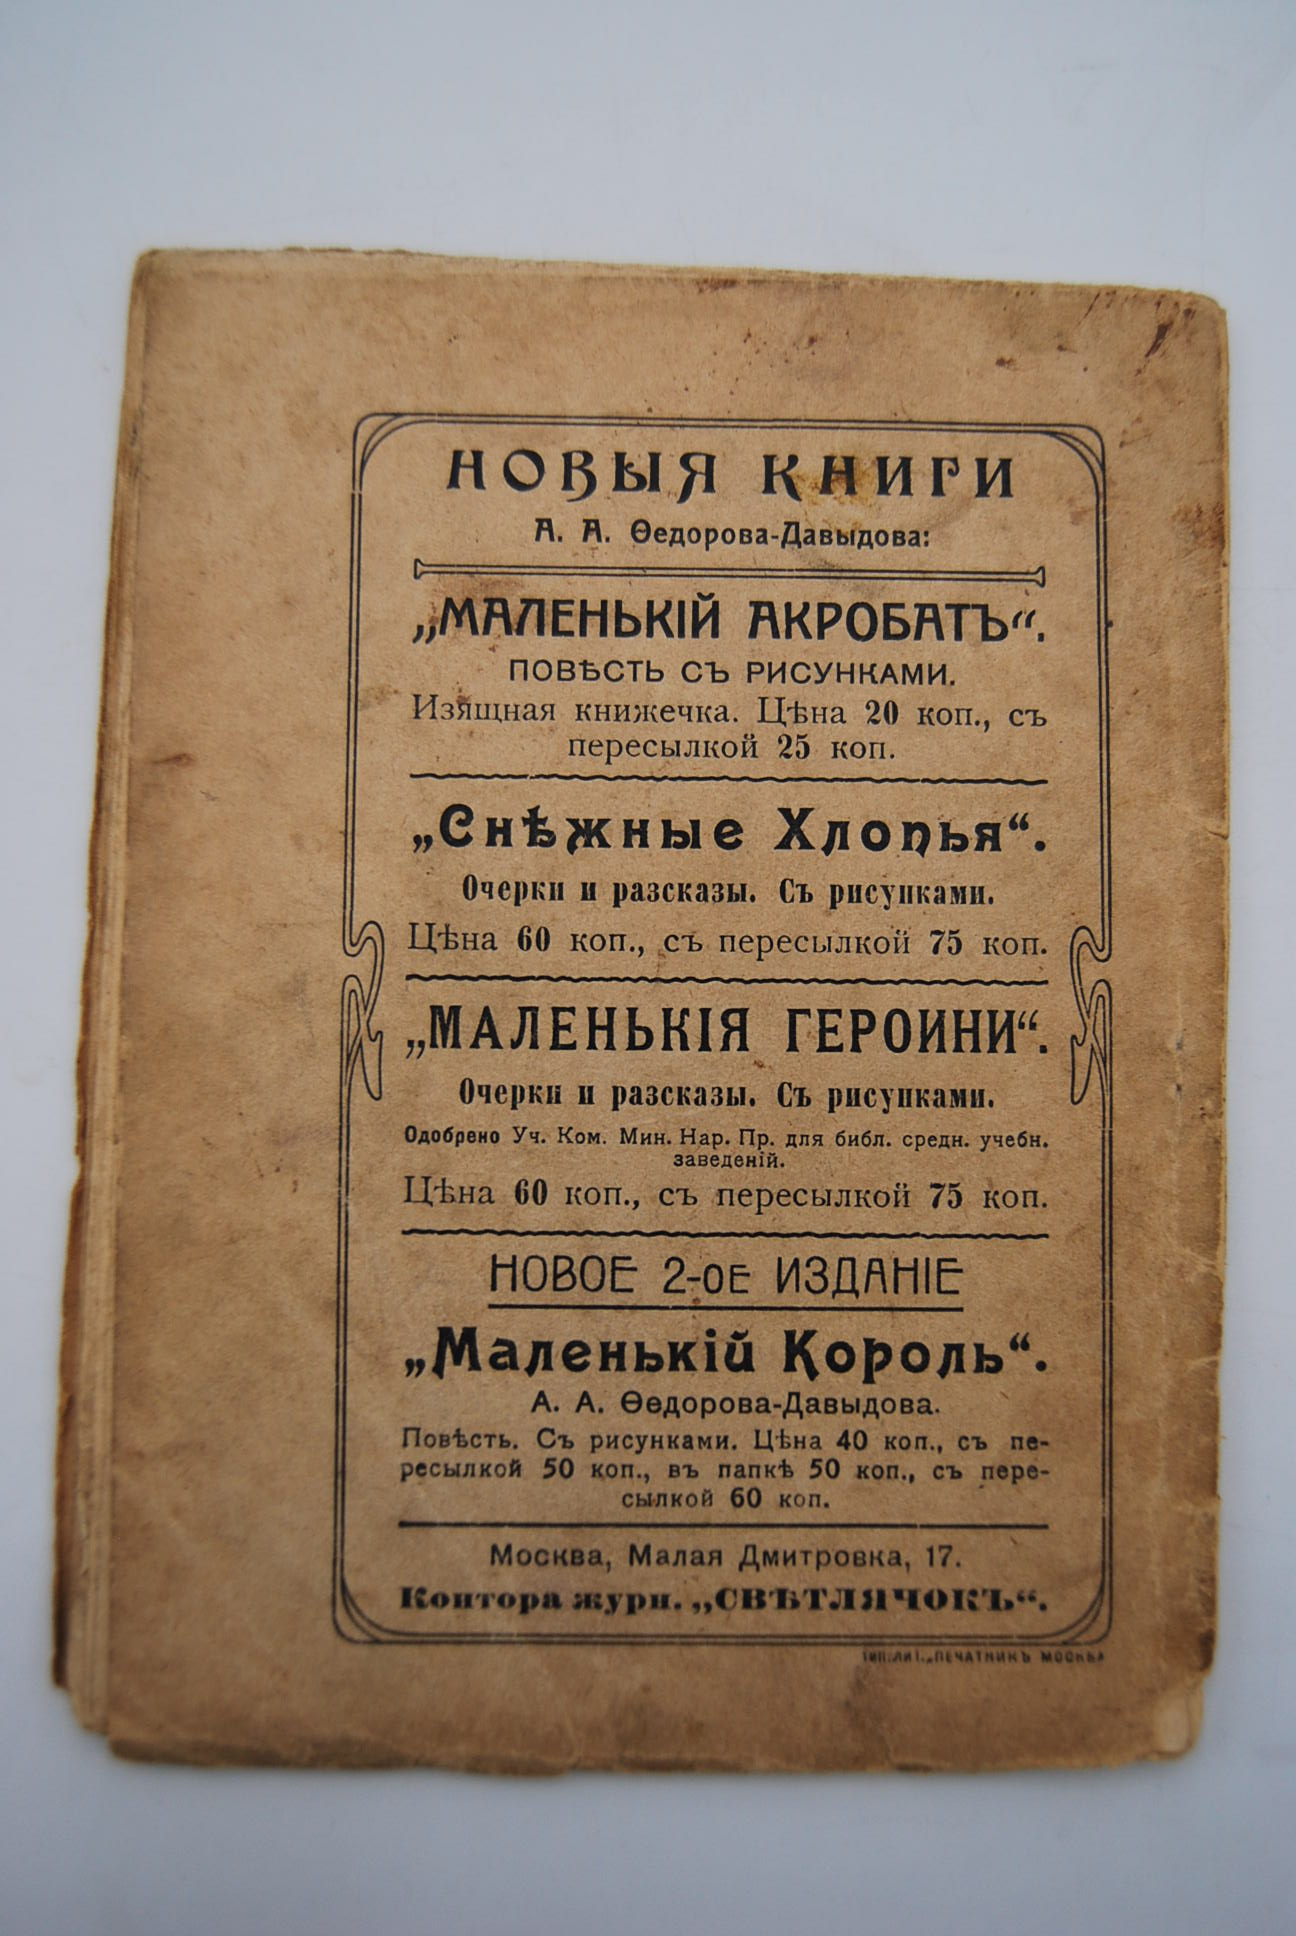 НОВЫЯ КНИГИ
А. А. Ѳедорова-Давыдова:
„МАЛЕНЬКІЙ АКРОБАТЪ“.
ПОВѢСТЬ СЪ РИСУНКАМИ.
Изящная книжечка. Цѣна 20 коп., съ
пересылкой 25 коп.
„Снѣжные Хлопья“.
Очерки и разсказы. Съ рисунками.
Цѣна 60 коп., съ пересылкой 75 коп.
„МАЛЕНЬКІЯ ГЕРОИНИ“.
Очерки и разсказы. Съ рисунками.
Одобрено Уч. Ком. Мин. Нар. Пр. для библ. средн. учебн.
заведеній.
Цѣна 60 коп., съ пересылкой 75 коп.
НОВОЕ 2-ОЕ ИЗДАНІЕ
„Маленькій Король“.
А. А. Ѳедорова-Давыдова.
Повѣсть. Съ рисунками. Цѣна 40 коп., съ пе-
ресылкой 50 коп., въ папкѣ 50 коп., съ пере-
сылкой 60 коп.
Москва, Малая Дмитровка, 17.
Контора журн. „СВѢТЛЯЧОКЪ“.
ТИП.ЛИТ. „ПЕЧАТНИКЪ МОСКВА